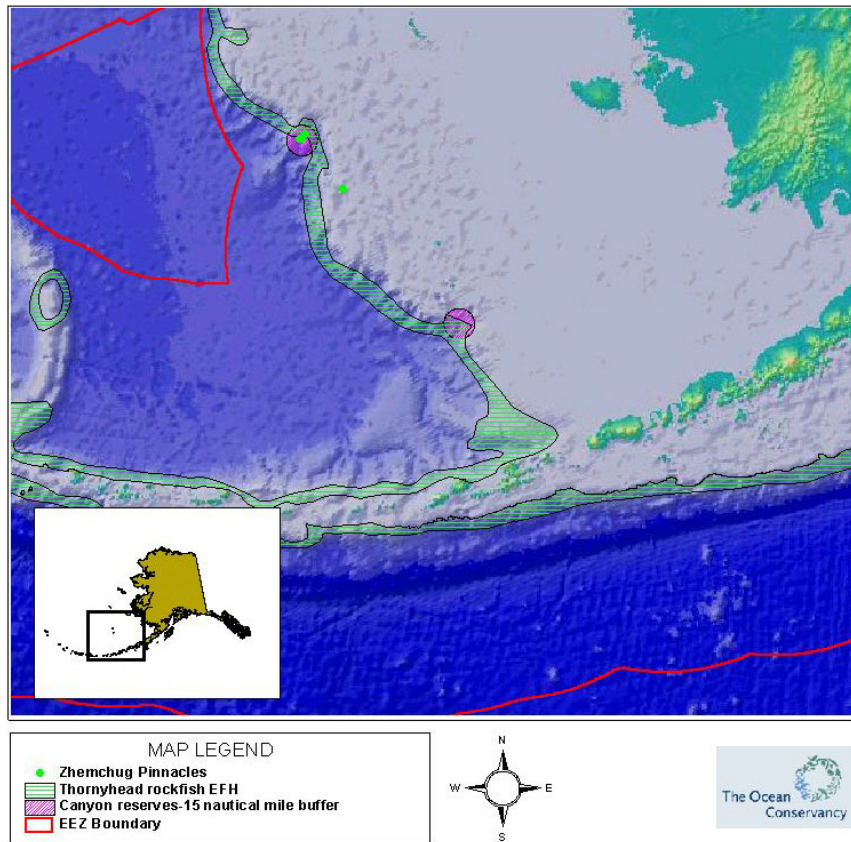 MAP LEGEND
Zhemchug Pinnacles
Thornyhead rockfish EFH
Canyon reserves-15 nautical mile buffer
EEZ Boundary
N
W
E
S
The Ocean
Conservancy